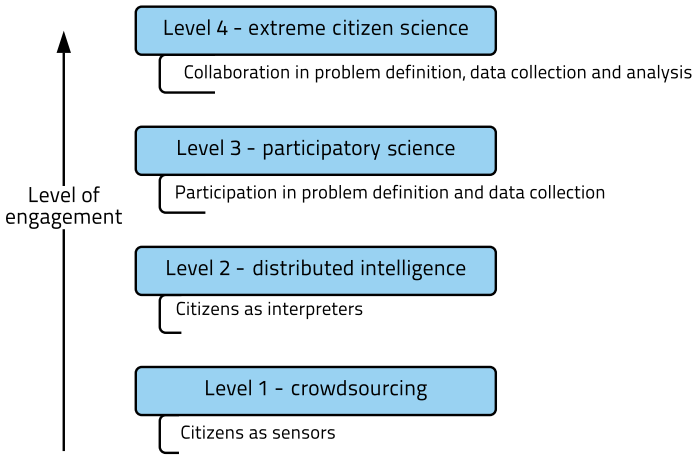 Level 4 - extreme citizen science
Collaboration in problem definition, data collection and analysis
Level 3 - participatory science
Participation in problem definition and data collection
Level of
engagement
Level 2 - distributed intelligence
Citizens as interpreters
Level 1 - crowdsourcing
Citizens as sensors